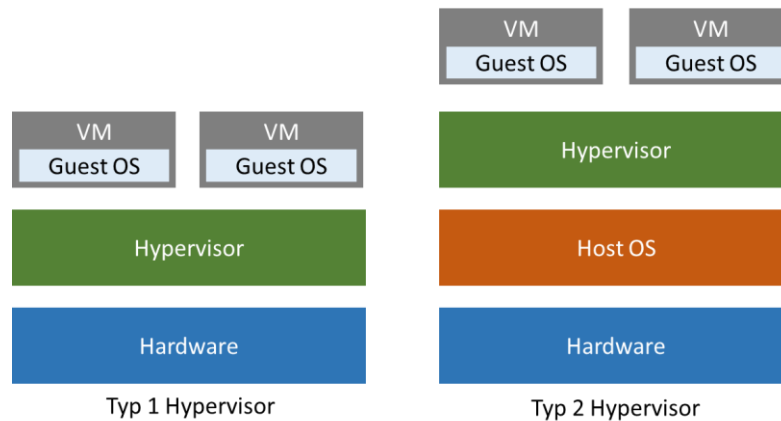 VM
Guest OS
VM
Guest OS
Hypervisor
Hardware
Typ 1 Hypervisor
VM
Guest OS
VM
Guest OS
Hypervisor
Host OS
Hardware
Typ 2 Hypervisor